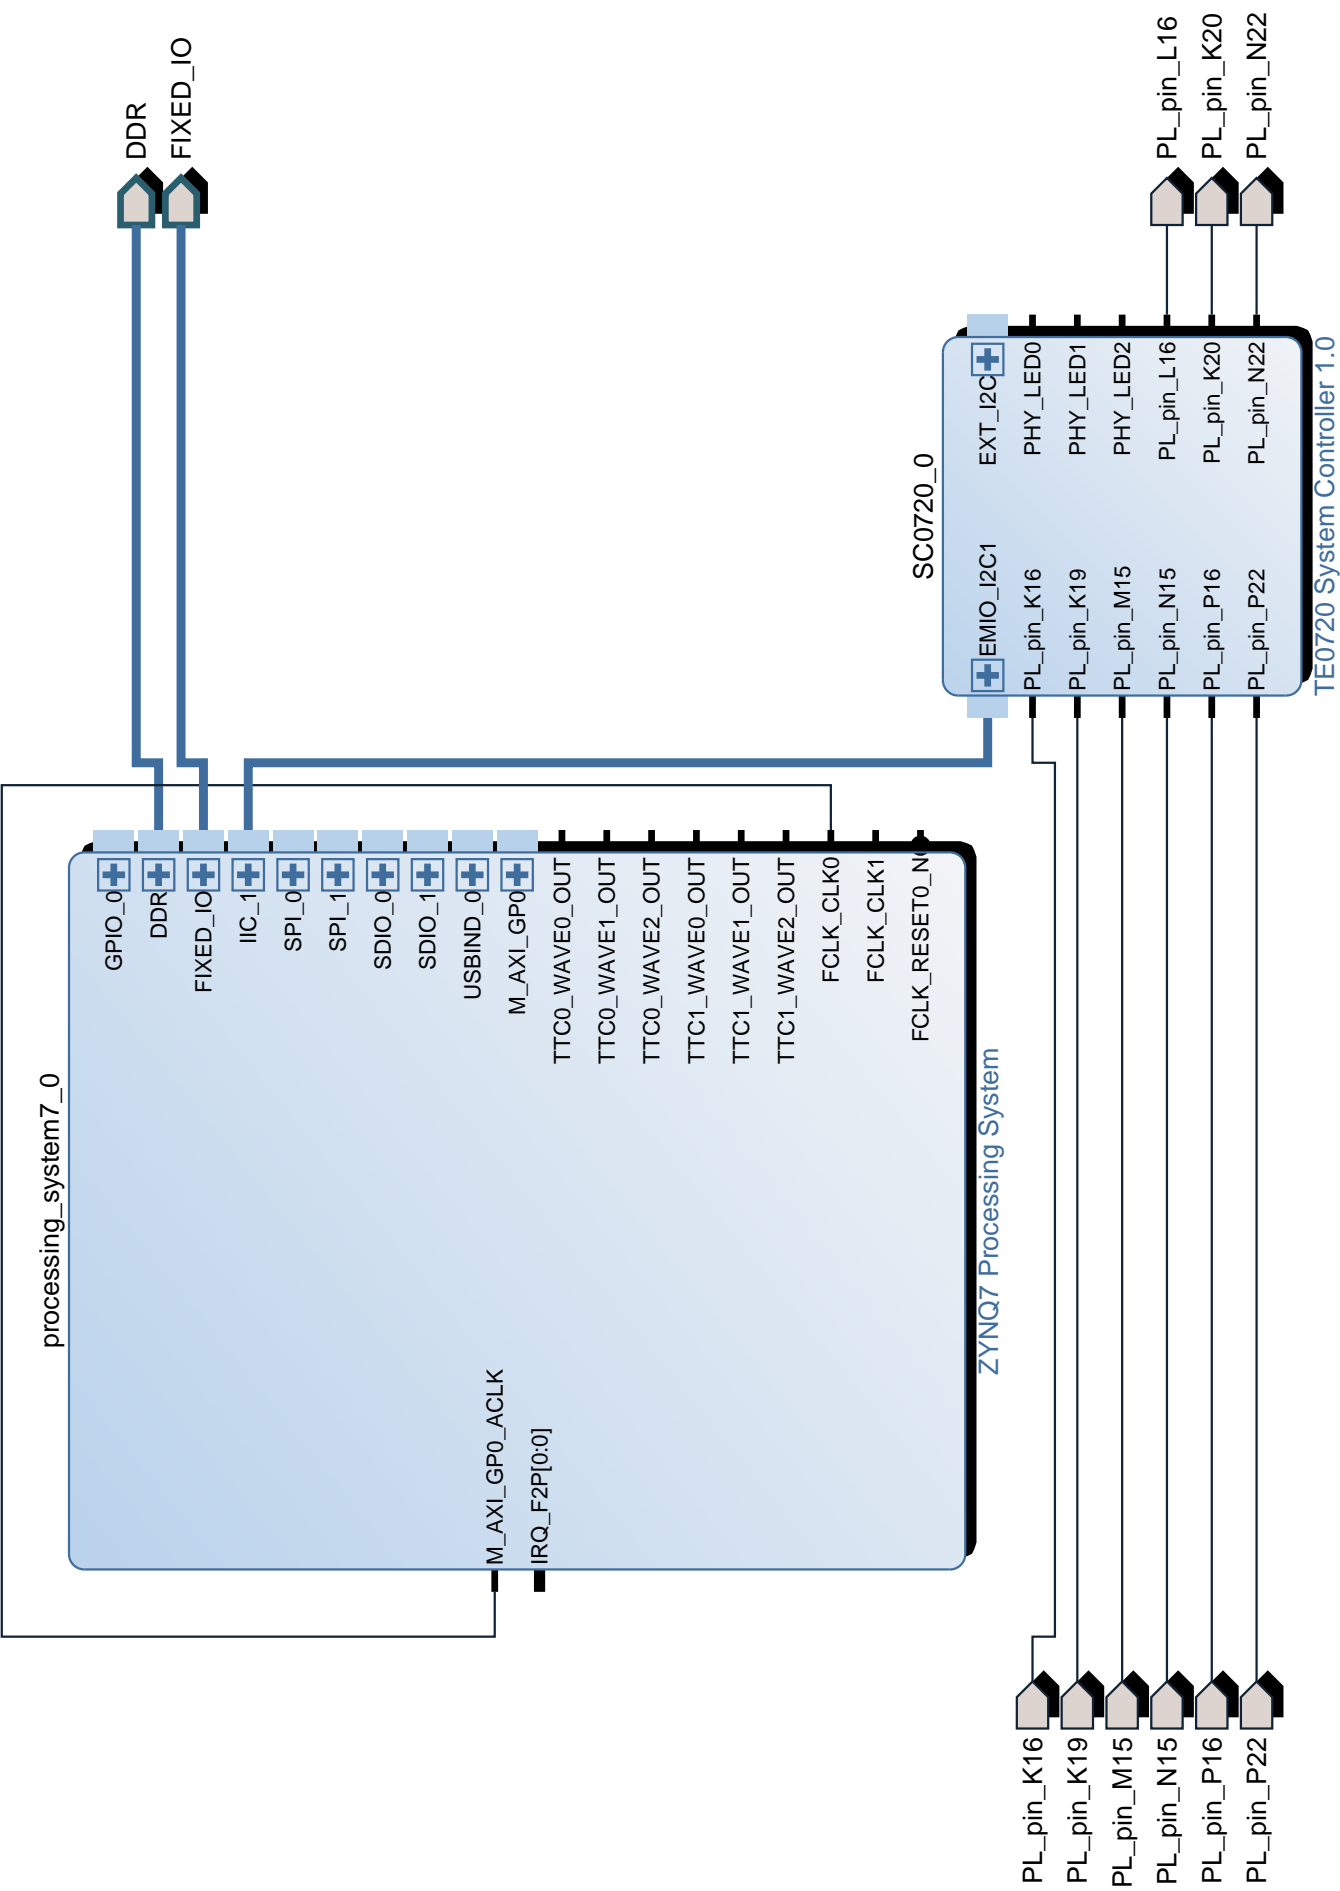 DDR
FIXED_IO
processing_system7_0
GPIO_0
DDR
FIXED_IO
IIC_1
SPI_0
SPI_1
SDIO_0
SDIO_1
USBIND_0
M_AXI_GP0
TTC0_WAVE0_OUT
TTC0_WAVE1_OUT
TTC0_WAVE2_OUT
TTC1_WAVE0_OUT
TTC1_WAVE1_OUT
TTC1_WAVE2_OUT
FCLK_CLK0
FCLK_CLK1
FCLK_RESET0_N
M_AXI_GP0_ACLK
IRQ_F2P[0:0]
ZYNQ7 Processing System
SC0720_0
EMIO_I2C1
PL_pin_K16
PL_pin_K19
PL_pin_M15
PL_pin_N15
PL_pin_P16
PL_pin_P22
EXT_I2C
PHY_LED0
PHY_LED1
PHY_LED2
PL_pin_L16
PL_pin_K20
PL_pin_N22
TE0720 System Controller 1.0
PL_pin_L16
PL_pin_K20
PL_pin_N22
PL_pin_K16
PL_pin_K19
PL_pin_M15
PL_pin_N15
PL_pin_P16
PL_pin_P22